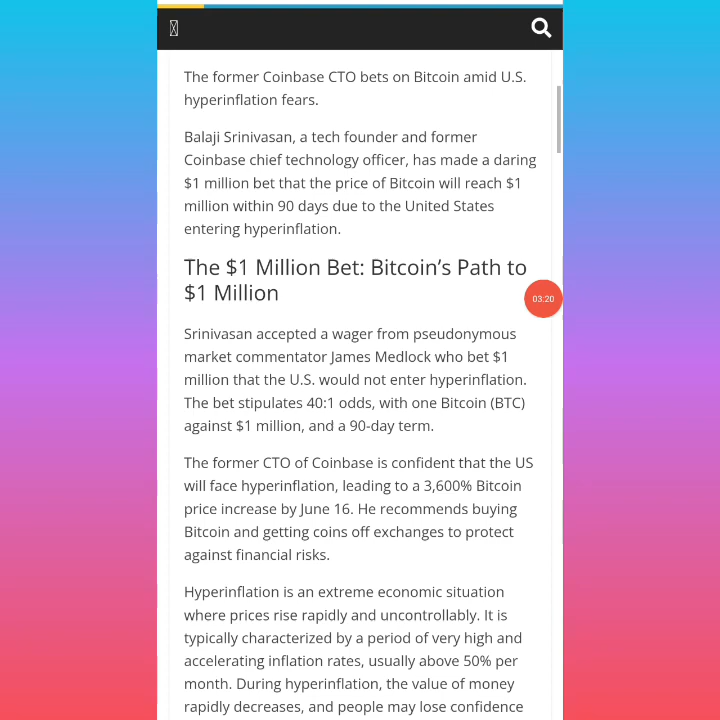 The former Coinbase CTO bets on Bitcoin amid U.S.
hyperinflation fears.
Balaji Srinivasan, a tech founder and former
Coinbase chief technology officer, has made a daring
$1 million bet that the price of Bitcoin will reach $1
million within 90 days due to the United States
entering hyperinflation.
The $1 Million Bet: Bitcoin’s Path to
$1 Million
03:20
Srinivasan accepted a wager from pseudonymous
market commentator James Medlock who bet $1
million that the U.S. would not enter hyperinflation.
The bet stipulates 40:1 odds, with one Bitcoin (BTC)
against $1 million, and a 90-day term.
The former CTO of Coinbase is confident that the US
will face hyperinflation, leading to a 3,600% Bitcoin
price increase by June 16. He recommends buying
Bitcoin and getting coins off exchanges to protect
against financial risks.
Hyperinflation is an extreme economic situation
where prices rise rapidly and uncontrollably. It is
typically characterized by a period of very high and
accelerating inflation rates, usually above 50% per
month. During hyperinflation, the value of money
rapidly decreases, and people may lose confidence